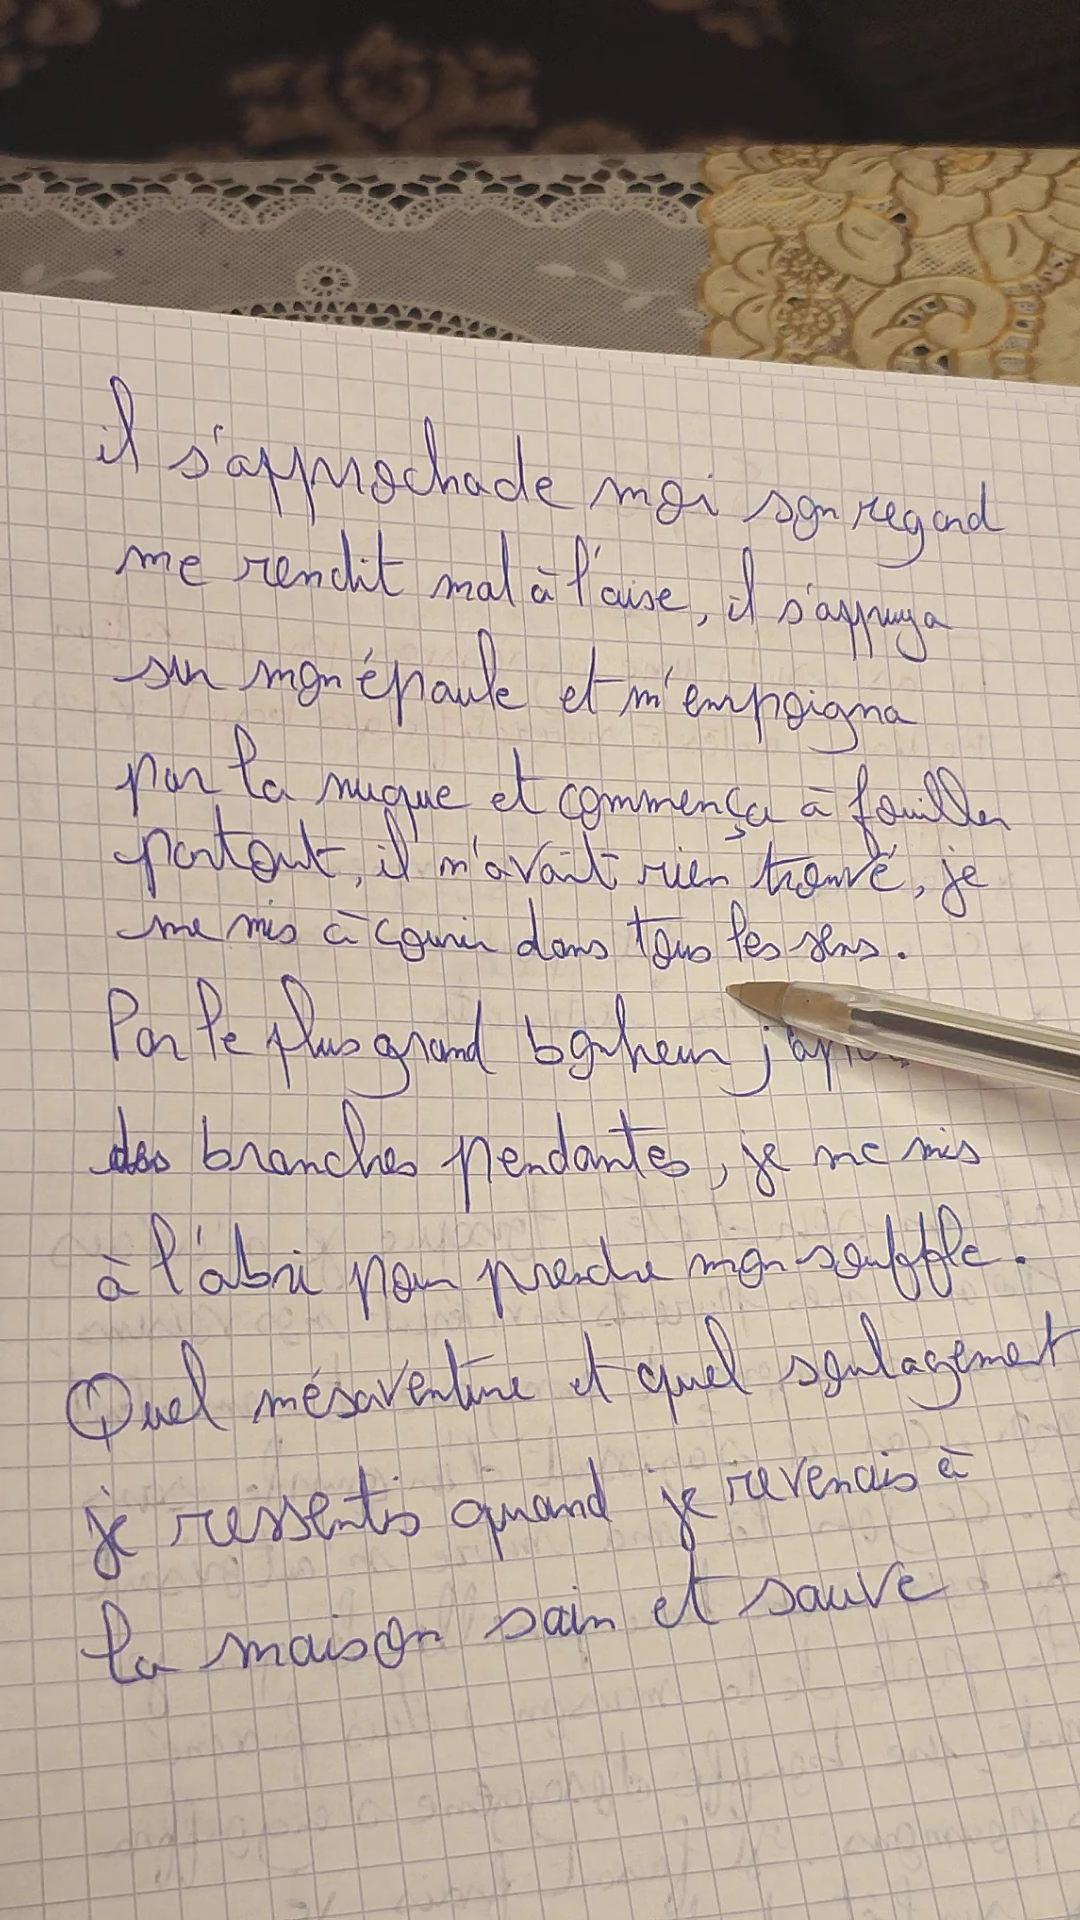 il s'approcha de moi son regard
me rendit mal à l'aise, il s'appuya
sur mon épaule et m'empoigna
par la nuque et commença à fouiller
partout, il n'avait rien trouvé, je
me mis à courir dans tous les sens.
Par le plus grand bonheur
des branches pendantes, je me mis
à l'abri pour prendre mon souffle.
Quel mésaventure et quel soulagement
je ressentis quand je revenais à
la maison sain et sauve